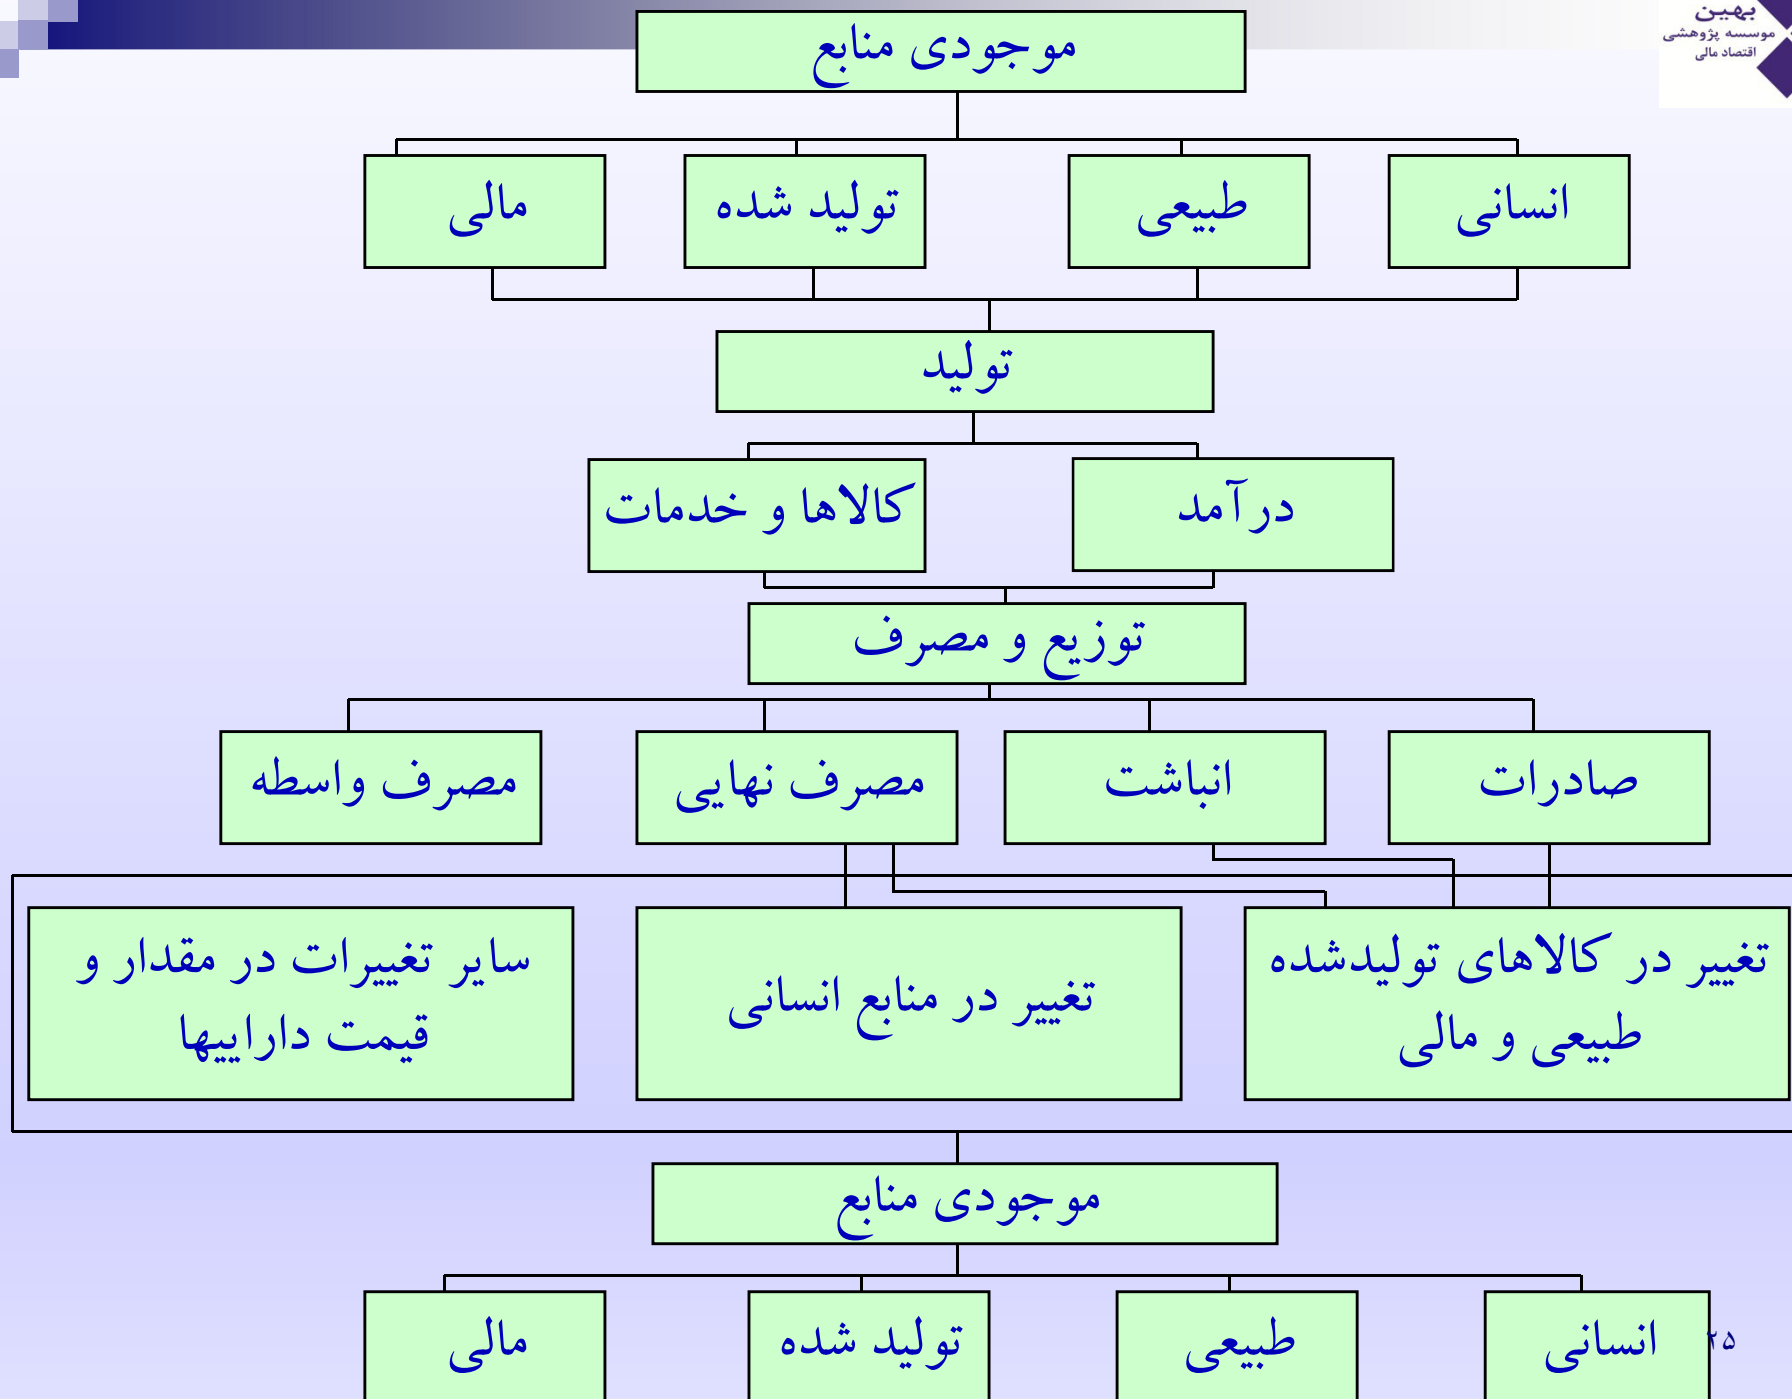 بهین
موسسه پژوهشی
اقتصاد مالی
موجودی منابع
انسانی
طبیعی
تولید شده
مالی
تولید
درآمد
کالاها و خدمات
توزیع و مصرف
صادرات
انباشت
مصرف نهایی
مصرف واسطه
تغییر در کالاهای تولیدشده
طبیعی و مالی
تغییر در منابع انسانی
سایر تغییرات در مقدار و
قیمت داراییها
موجودی منابع
انسانی
طبیعی
تولید شده
مالی
۲۵